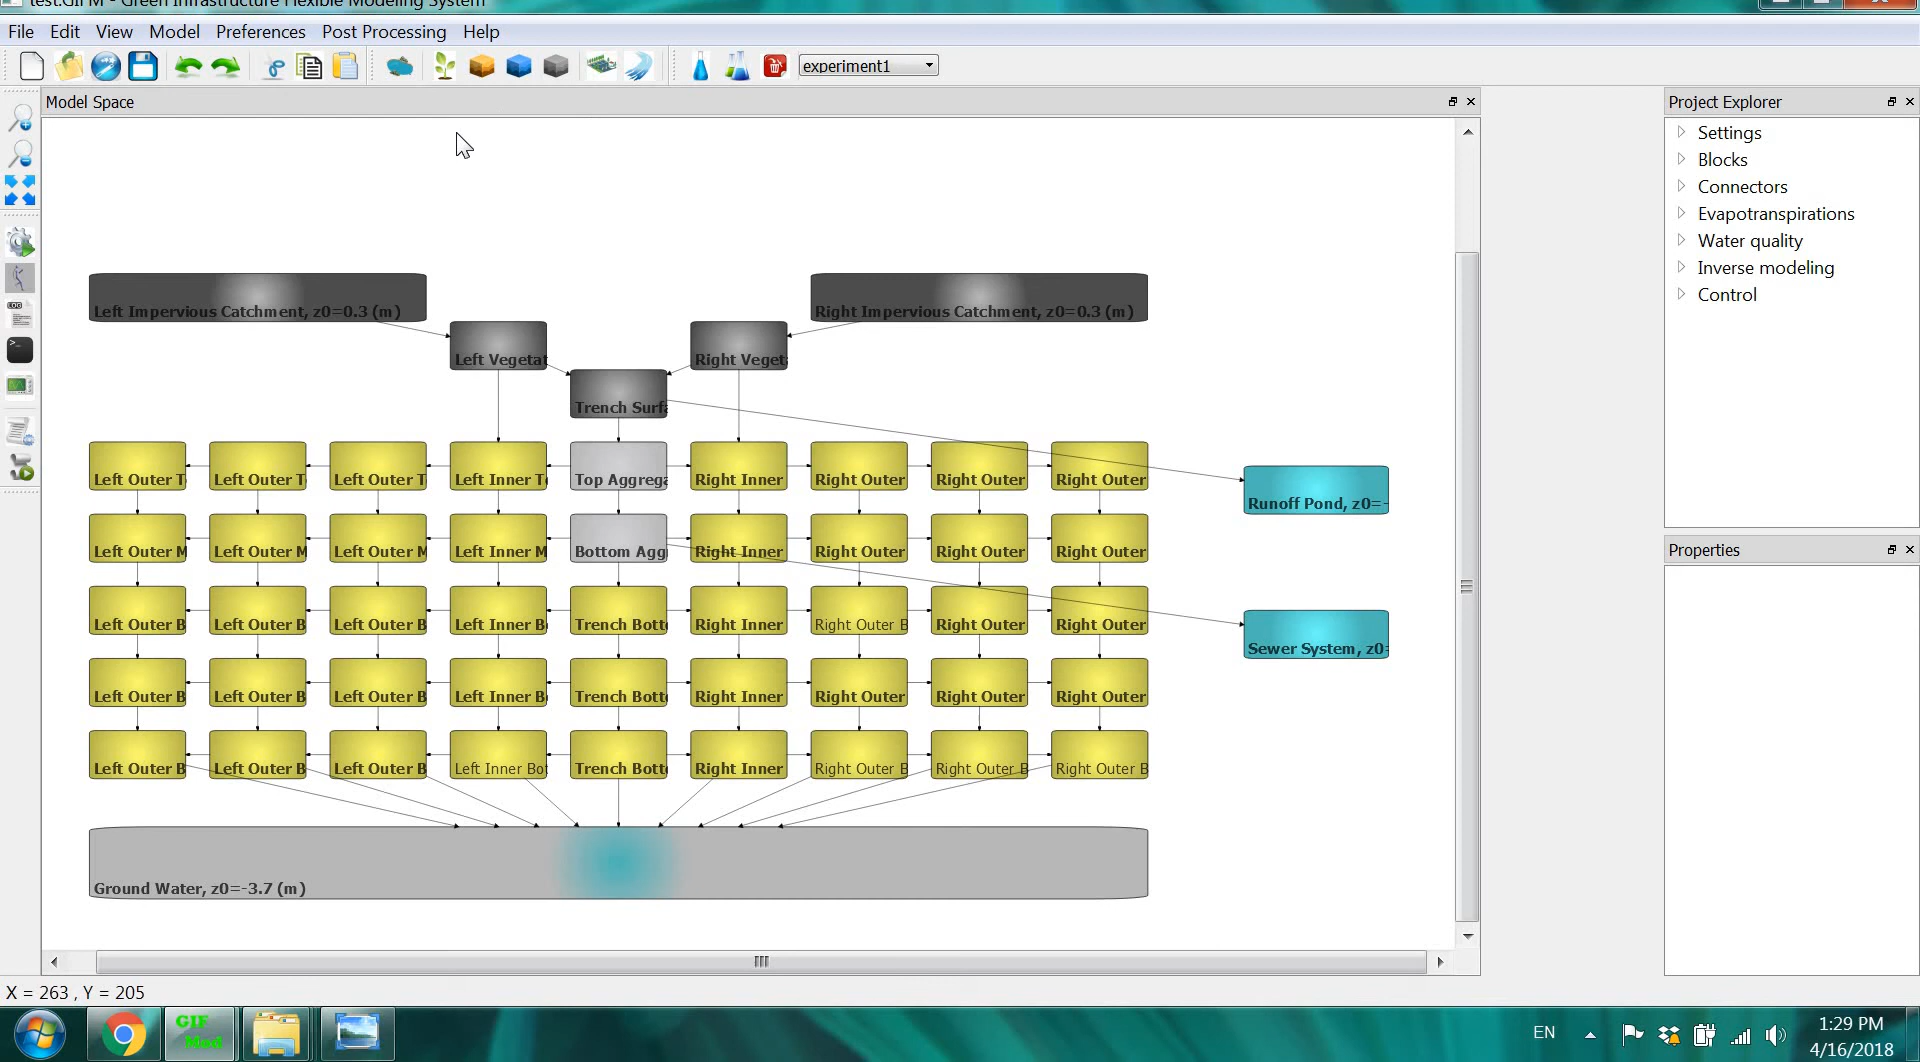 test.GIFM - Green Infrastructure Flexible Modeling System
File Edit View Model Preferences Post Processing Help
experiment1
Model Space
Project Explorer
Settings
Blocks
Connectors
Evapotranspirations
Water quality
Inverse modeling
Control
Properties
Left Impervious Catchment, z0=0.3 (m)
Right Impervious Catchment, z0=0.3 (m)
Left Vegetat
Right Veget
Trench Surfa
Left Outer T
Left Outer T
Left Outer T
Left Inner T
Top Aggrega
Right Inner
Right Outer
Right Outer
Right Outer
Runoff Pond, z0=-
Left Outer M
Left Outer M
Left Outer M
Left Inner M
Bottom Agg
Right Inner
Right Outer
Right Outer
Right Outer
Left Outer B
Left Outer B
Left Outer B
Left Inner B
Trench Botto
Right Inner
Right Outer B
Right Outer
Right Outer
Sewer System, z0=
Left Outer B
Left Outer B
Left Outer B
Left Inner B
Trench Botto
Right Inner
Right Outer
Right Outer
Right Outer
Left Outer B
Left Outer B
Left Outer B
Left Inner Bot
Trench Botto
Right Inner
Right Outer B
Right Outer B
Right Outer B
Ground Water, z0=-3.7 (m)
X = 263 , Y = 205
GIF
Mod
EN
1:29 PM
4/16/2018